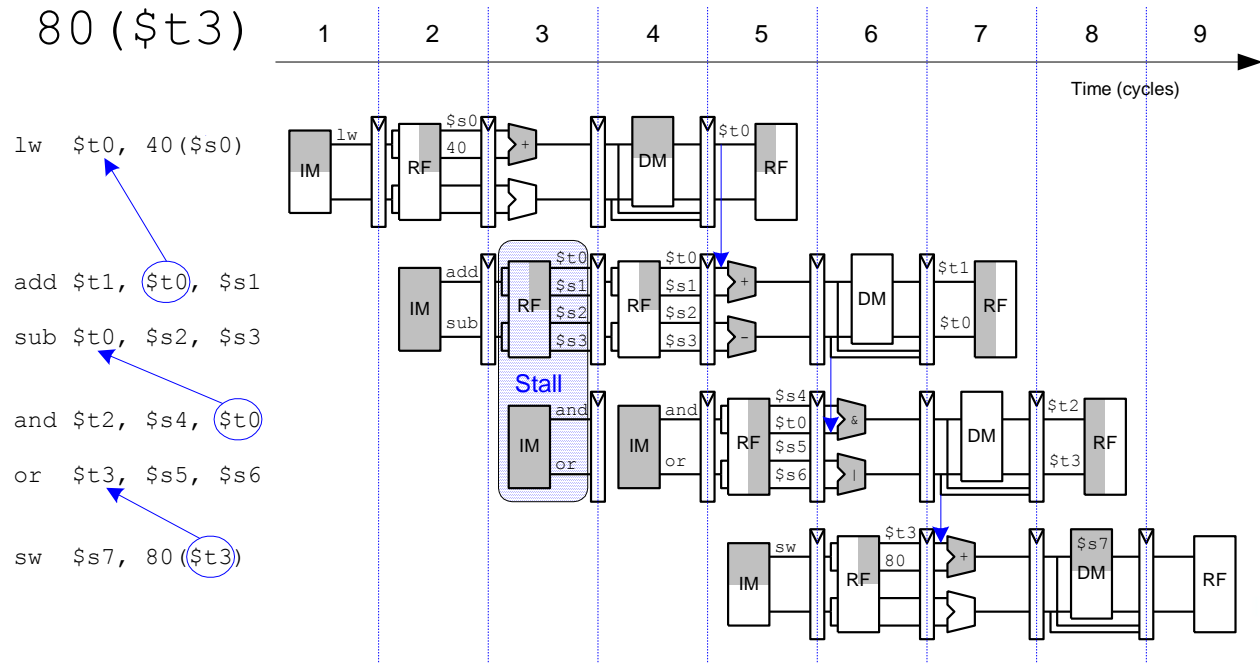 80($t3)
1 2 3 4 5 6 7 8 9
Time (cycles)
lw $t0, 40($s0)
IM lw RF $s0 40 + DM $t0 RF
add $t1, $t0, $s1
sub $t0, $s2, $s3
IM add sub RF $t0 $s1 $s2 $s3 RF $t0 $s1 $s2 $s3 + - DM $t1 $t0 RF
Stall
and $t2, $s4, $t0
or $t3, $s5, $s6
IM and or IM and or RF $s4 $t0 $s5 $s6 & | DM $t2 $t3 RF
sw $s7, 80($t3)
IM sw RF $t3 80 + $s7 DM RF